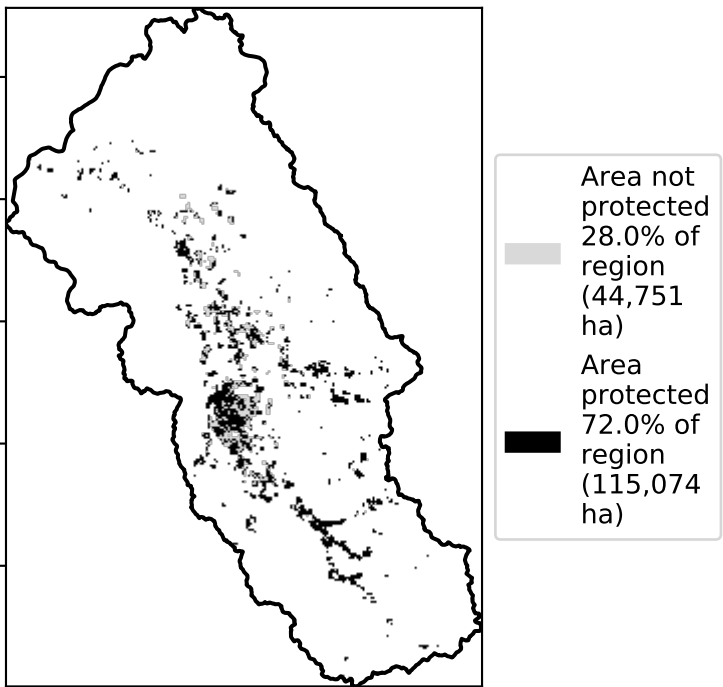 Area not
protected
28.0% of
region
(44,751
ha)
Area
protected
72.0% of
region
(115,074
ha)